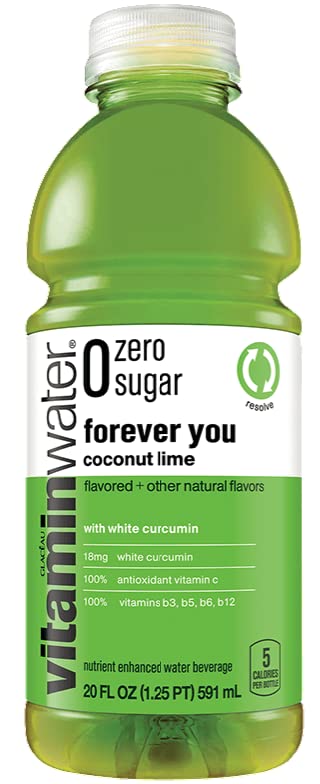 GLACÉAU
vitaminwater®
0 zero
sugar
resolve
forever you
coconut lime
flavored + other natural flavors
with white curcumin
18mg white curcumin
100% antioxidant vitamin c
100% vitamins b3, b5, b6, b12
nutrient enhanced water beverage
20 FL OZ (1.25 PT) 591 mL
5
CALORIES
PER BOTTLE